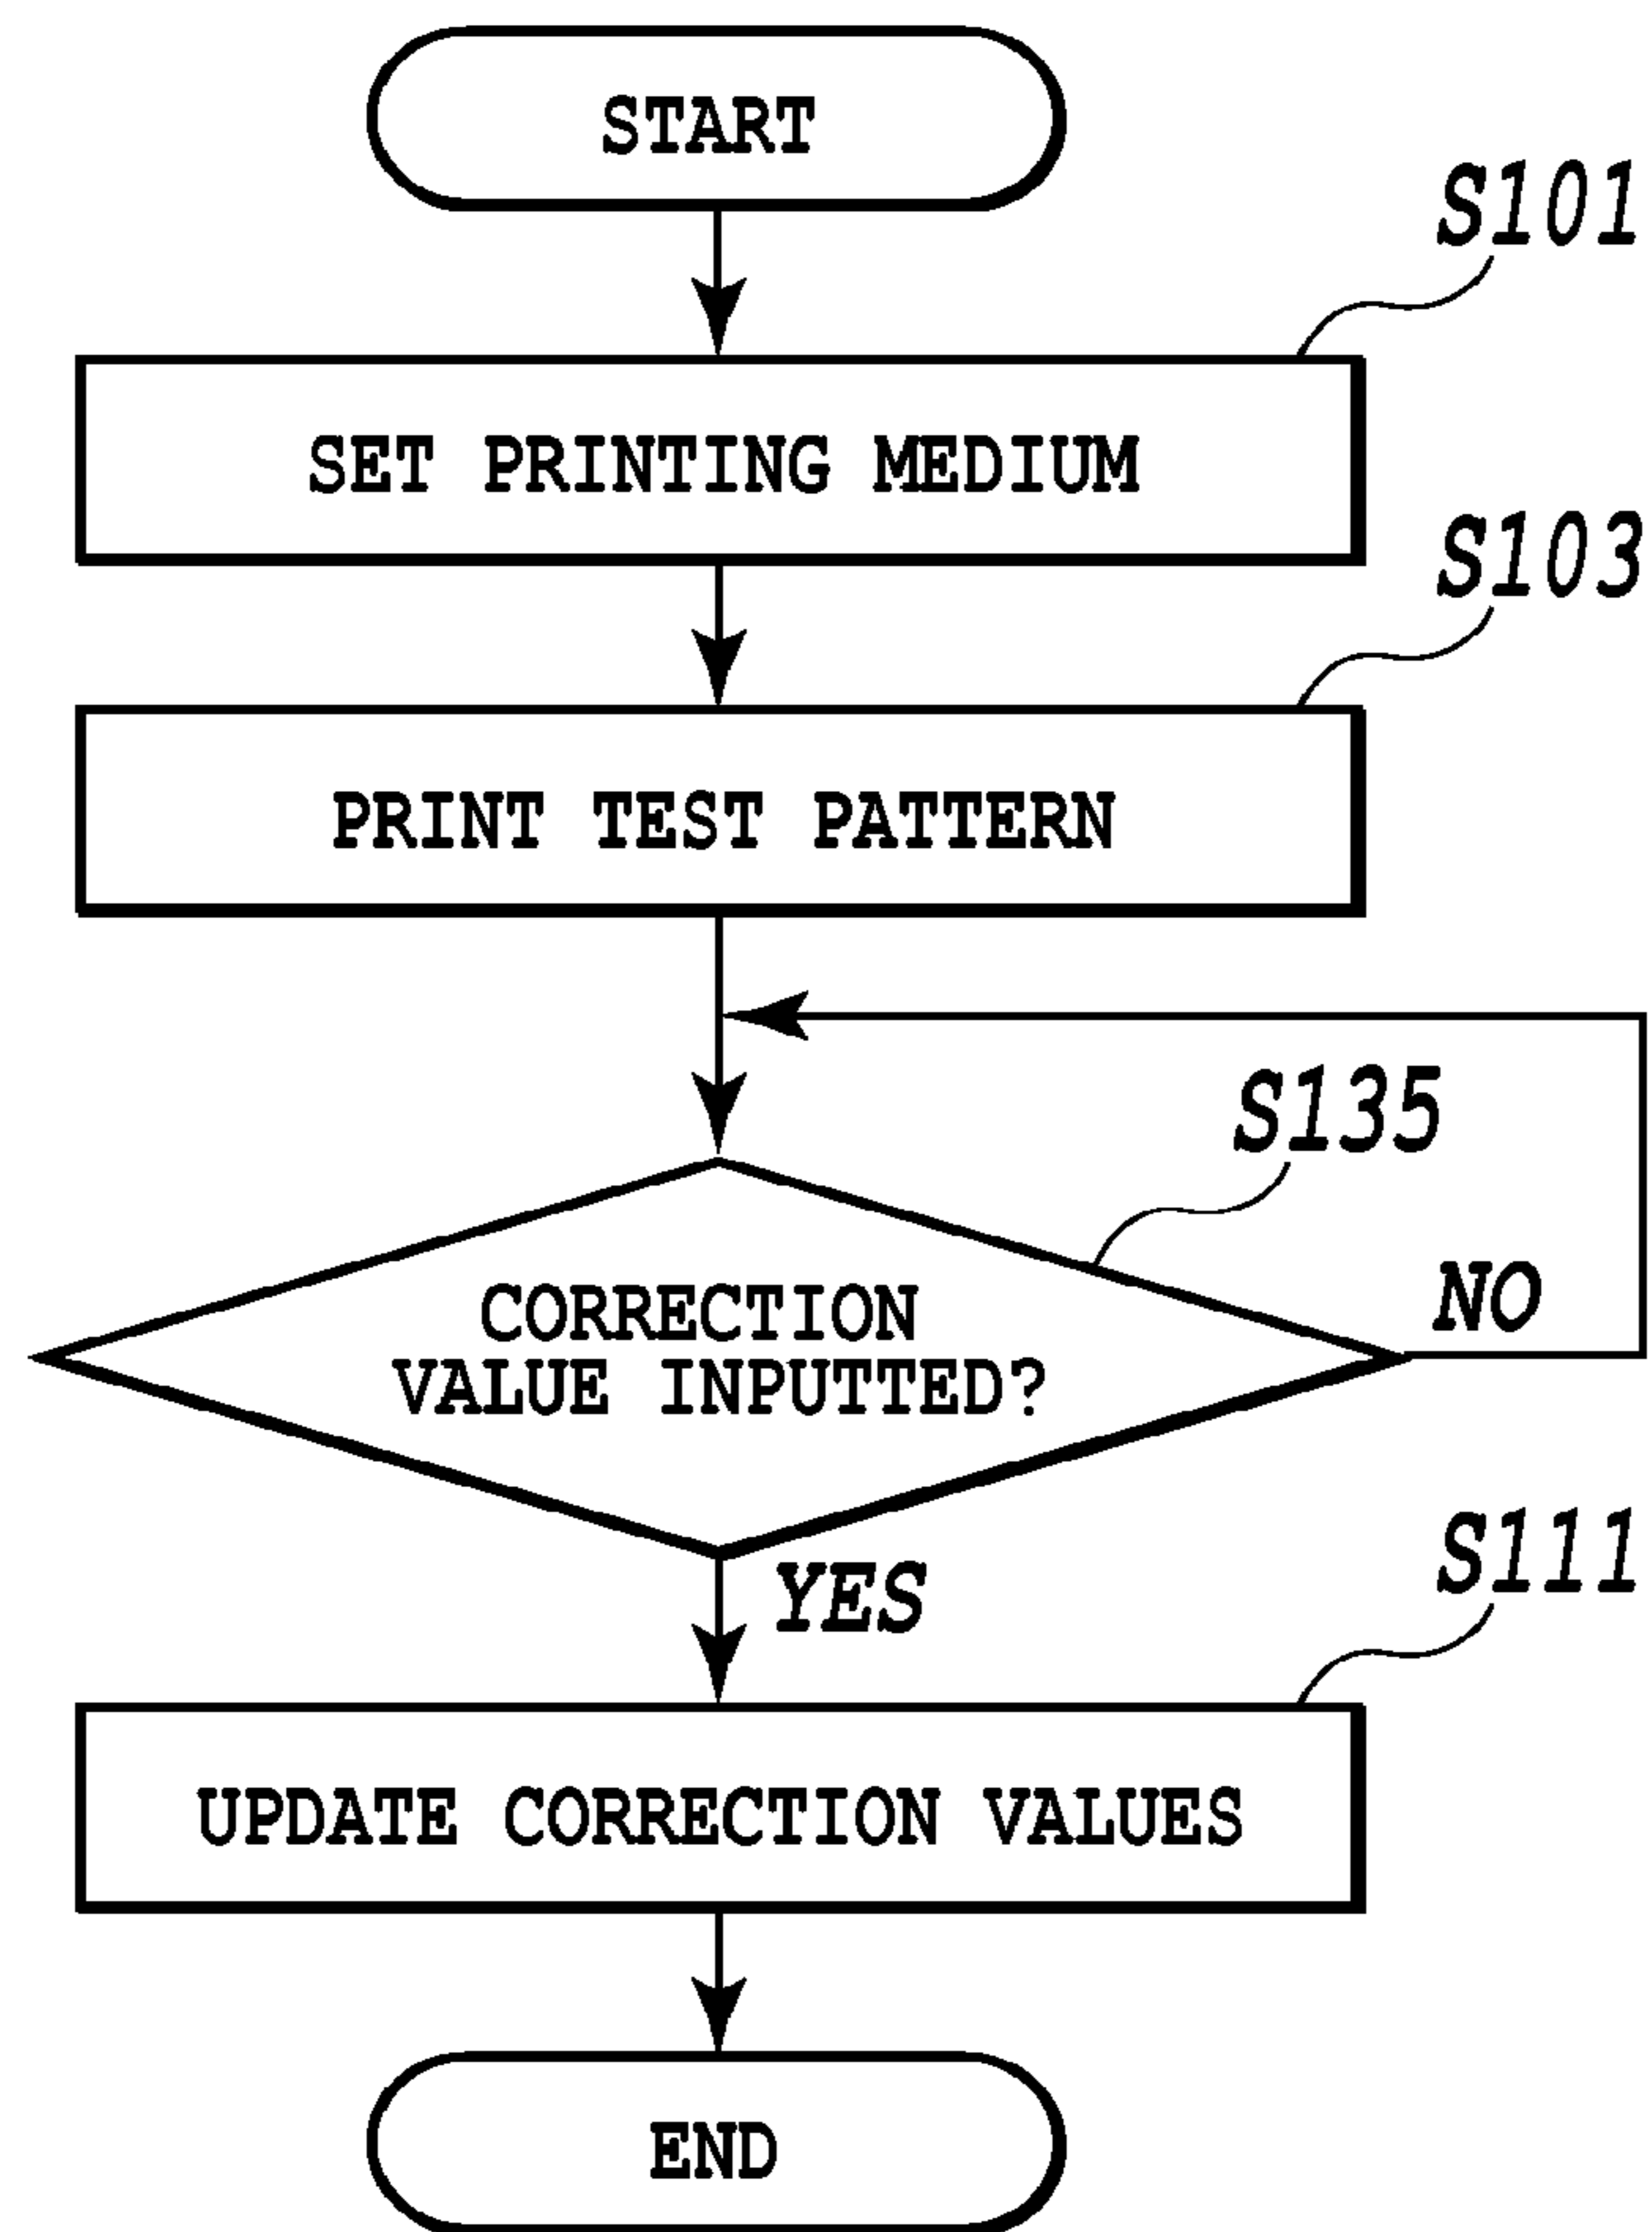 START
S101
SET PRINTING MEDIUM
S103
PRINT TEST PATTERN
S135
CORRECTION
VALUE INPUTTED?
NO
YES
S111
UPDATE CORRECTION VALUES
END